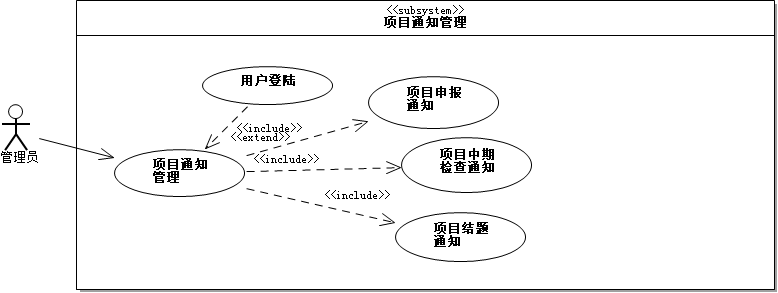 <<subsystem>>
项目通知管理
用户登陆
项目申报
通知
<<include>>
<<extend>>
管理员
项目通知
管理
<<include>>
项目中期
检查通知
<<include>>
项目结题
通知